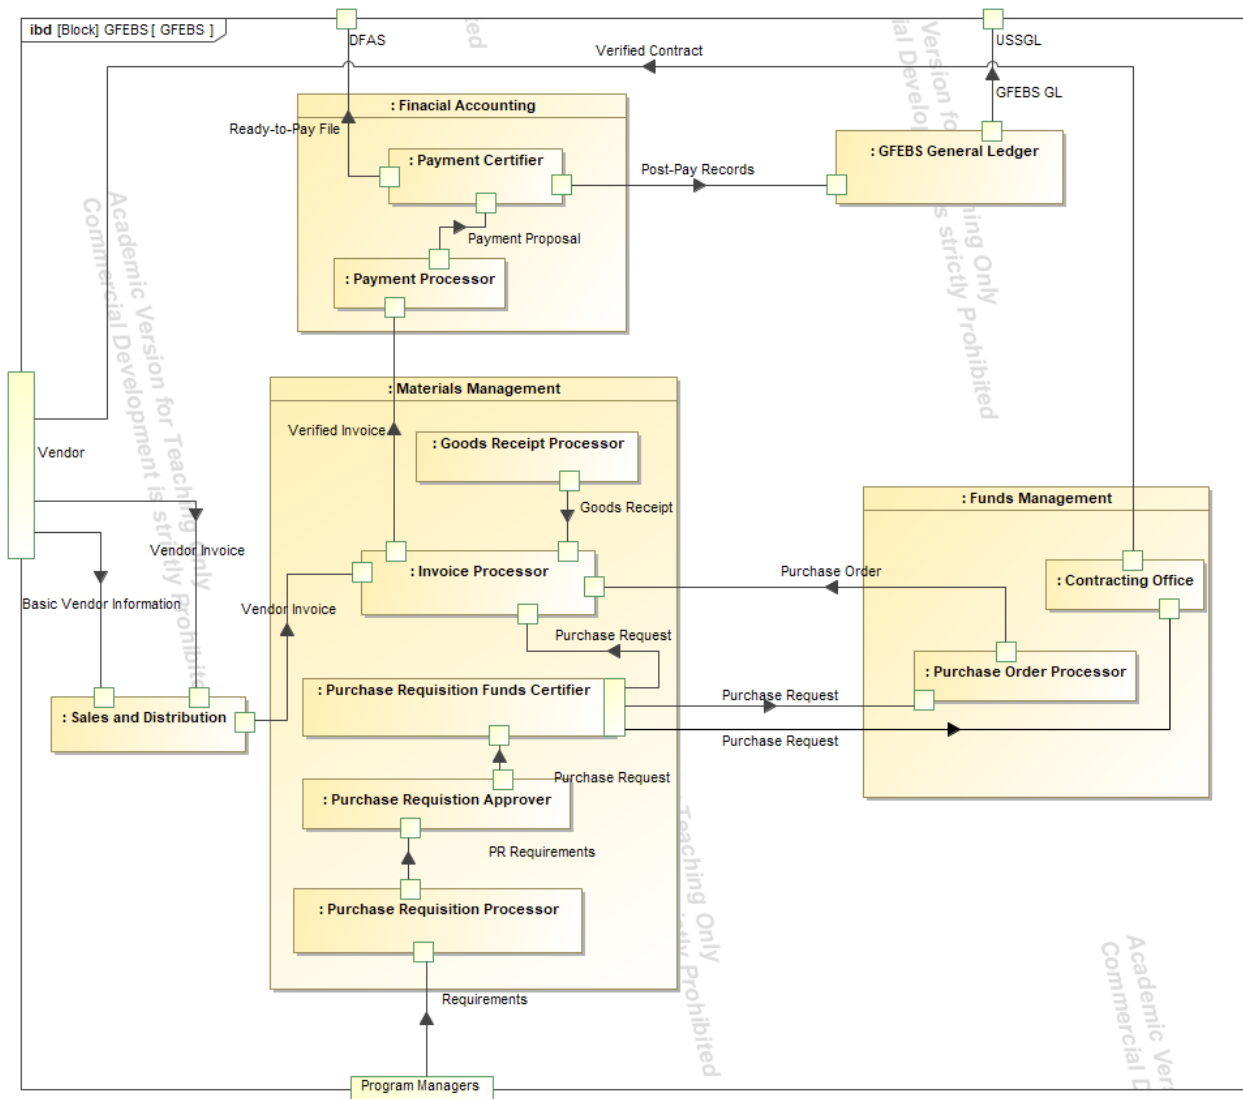 ibd [Block] GFEBS [ GFEBS ]
DFAS
USSGL
Verified Contract
GFEBS GL
: Finacial Accounting
Ready-to-Pay File
: Payment Certifier
: GFEBS General Ledger
Post-Pay Records
Payment Proposal
: Payment Processor
: Materials Management
Verified Invoice
: Goods Receipt Processor
Vendor
Goods Receipt
: Funds Management
Vendor Invoice
: Invoice Processor
Purchase Order
: Contracting Office
Basic Vendor Information
Vendor Invoice
Purchase Request
: Purchase Order Processor
: Purchase Requisition Funds Certifier
Purchase Request
: Sales and Distribution
Purchase Request
Purchase Request
: Purchase Requistion Approver
PR Requirements
: Purchase Requisition Processor
Requirements
Program Managers
Academic Version for Teaching Only
Commercial Development is strictly Prohibited